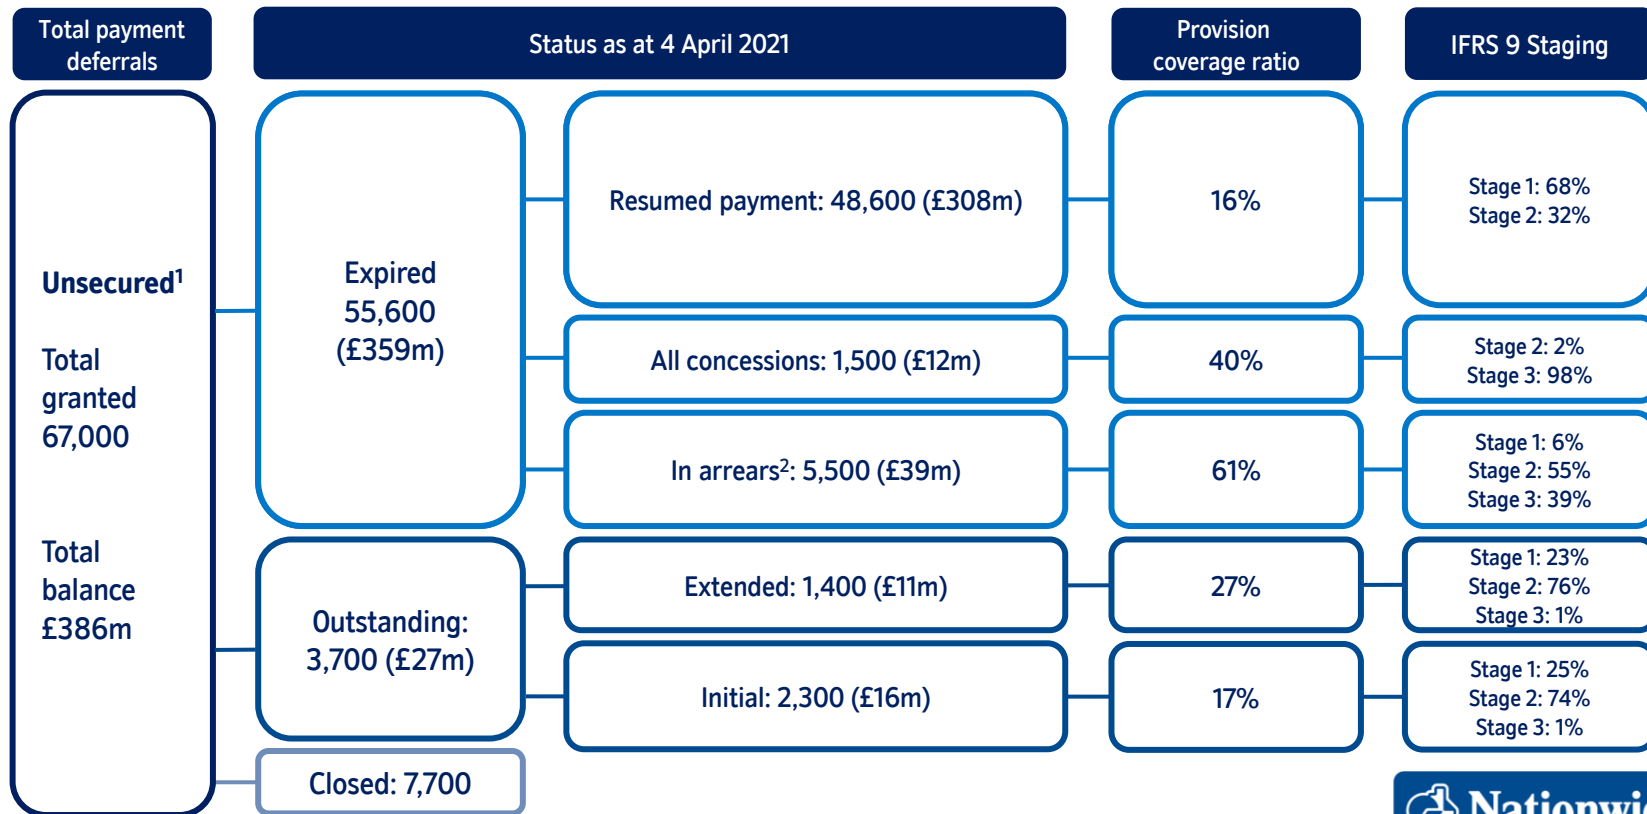 Total payment
deferrals
Status as at 4 April 2021
Provision
coverage ratio
IFRS 9 Staging
Unsecured¹
Total
granted
67,000
Total
balance
£386m
Expired
55,600
(£359m)
Resumed payment: 48,600 (£308m)
16%
Stage 1: 68%
Stage 2: 32%
All concessions: 1,500 (£12m)
40%
Stage 2: 2%
Stage 3: 98%
In arrears²: 5,500 (£39m)
61%
Stage 1: 6%
Stage 2: 55%
Stage 3: 39%
Outstanding:
3,700 (£27m)
Extended: 1,400 (£11m)
27%
Stage 1: 23%
Stage 2: 76%
Stage 3: 1%
Initial: 2,300 (£16m)
17%
Stage 1: 25%
Stage 2: 74%
Stage 3: 1%
Closed: 7,700
Nationwi